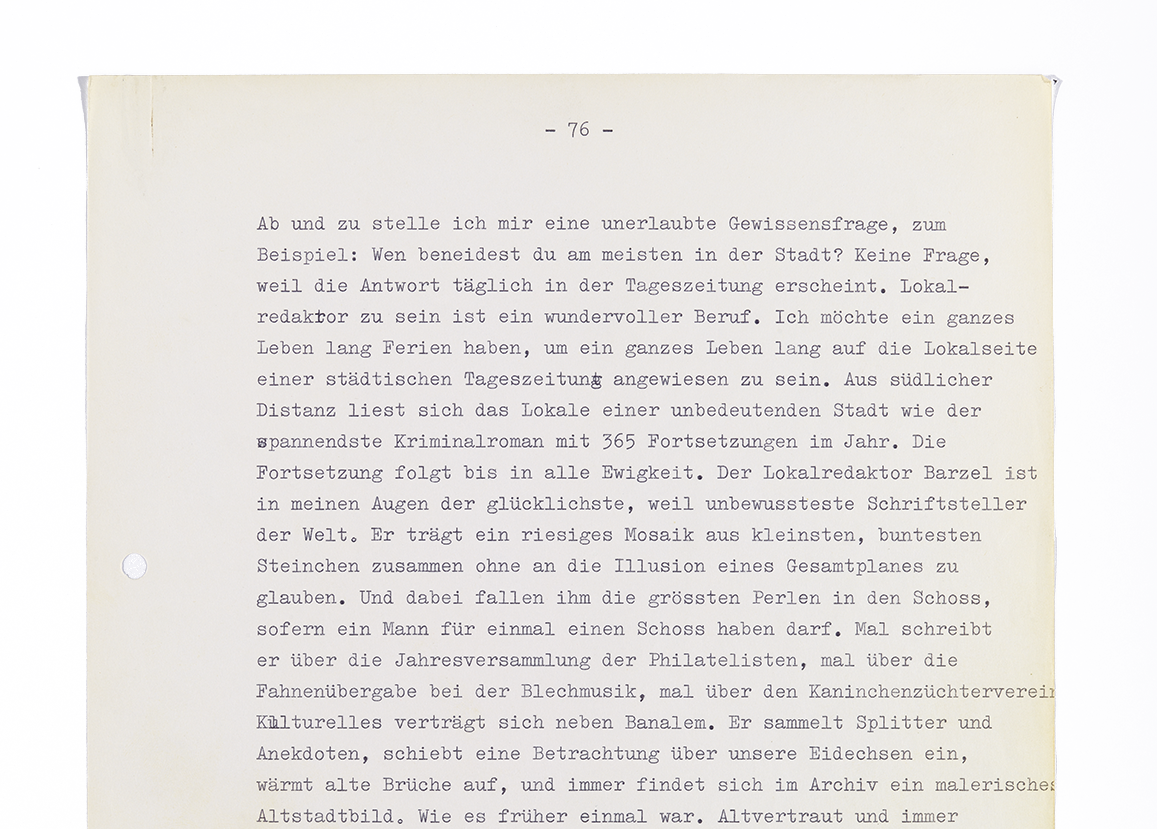 - 76 -
Ab und zu stelle ich mir eine unerlaubte Gewissensfrage, zum
Beispiel: Wen beneidest du am meisten in der Stadt? Keine Frage,
weil die Antwort täglich in der Tageszeitung erscheint. Lokal-
redaktor zu sein ist ein wundervoller Beruf. Ich möchte ein ganzes
Leben lang Ferien haben, um ein ganzes Leben lang auf die Lokalseite
einer städtischen Tageszeitung angewiesen zu sein. Aus südlicher
Distanz liest sich das Lokale einer unbedeutenden Stadt wie der
spannendste Kriminalroman mit 365 Fortsetzungen im Jahr. Die
Fortsetzung folgt bis in alle Ewigkeit. Der Lokalredaktor Barzel ist
in meinen Augen der glücklichste, weil unbewussteste Schriftsteller
der Welt. Er trägt ein riesiges Mosaik aus kleinsten, buntesten
Steinchen zusammen ohne an die Illusion eines Gesamtplanes zu
glauben. Und dabei fallen ihm die grössten Perlen in den Schoss,
sofern ein Mann für einmal einen Schoss haben darf. Mal schreibt
er über die Jahresversammlung der Philatelisten, mal über die
Fahnenübergabe bei der Blechmusik, mal über den Kaninchenzüchterverein
Kulturelles verträgt sich neben Banalem. Er sammelt Splitter und
Anekdoten, schiebt eine Betrachtung über unsere Eidechsen ein,
wärmt alte Brüche auf, und immer findet sich im Archiv ein malerisches
Altstadtbild. Wie es früher einmal war. Altvertraut und immer